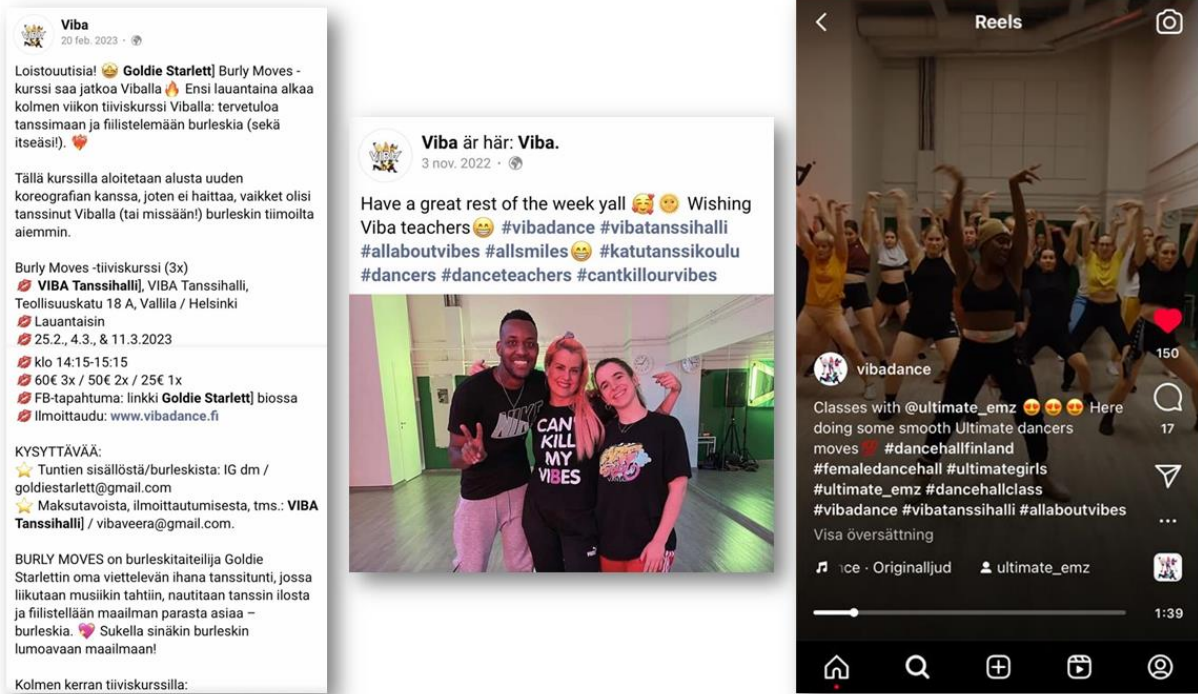 Viba
20 feb. 2023 ·
Loistouutisia! 🤩 Goldie Starlett] Burly Moves -
kurssi saa jatkoa Viballa 🔥 Ensi lauantaina alkaa
kolmen viikon tiiviskurssi Viballa: tervetuloa
tanssimaan ja fiilistelemään burleskia (sekä
itseäsi!). ❤️‍🔥
Tällä kurssilla aloitetaan alusta uuden
koreografian kanssa, joten ei haittaa, vaikket olisi
tanssinut Viballa (tai missään!) burleskin tiimoilta
aiemmin.
Burly Moves -tiiviskurssi (3x)
💋 VIBA Tanssihalli], VIBA Tanssihalli,
Teollisuuskatu 18 A, Vallila / Helsinki
💋 Lauantaisin
💋 25.2., 4.3., & 11.3.2023
💋 klo 14:15-15:15
💋 60€ 3x / 50€ 2x / 25€ 1x
💋 FB-tapahtuma: linkki Goldie Starlett] biossa
💋 Ilmoittaudu: www.vibadance.fi
KYSYTTÄVÄÄ:
⭐ Tuntien sisällöstä/burleskista: IG dm /
goldiestarlett@gmail.com
⭐ Maksutavoista, ilmoittautumisesta, tms.: VIBA
Tanssihalli] / vibaveera@gmail.com.
BURLY MOVES on burleskitaiteilija Goldie
Starlettin oma viettelevän ihana tanssitunti, jossa
liikutaan musiikin tahtiin, nautitaan tanssin ilosta
ja fiilistellään maailman parasta asiaa –
burleskia. 💖 Sukella sinäkin burleskin
lumoavaan maailmaan!
Kolmen kerran tiiviskurssilla:
Viba är här: Viba.
3 nov. 2022 ·
Have a great rest of the week yall 🥰 🌞 Wishing
Viba teachers😁 #vibadance #vibatanssihalli
#allaboutvibes #allsmiles😁 #katutanssikoulu
#dancers #danceteachers #cantkillourvibes
NIKE
CAN'T
KILL
MY
VIBES
Reels
150
vibadance
17
Classes with @ultimate_emz 😍 😍 😍 Here
doing some smooth Ultimate dancers
moves 💯 #dancehallfinland
#femaledancehall #ultimategirls
#ultimate_emz #dancehallclass
#vibadance #vibatanssihalli #allaboutvibes
Visa översättning
nce · Originalljud
ultimate_emz
1:39